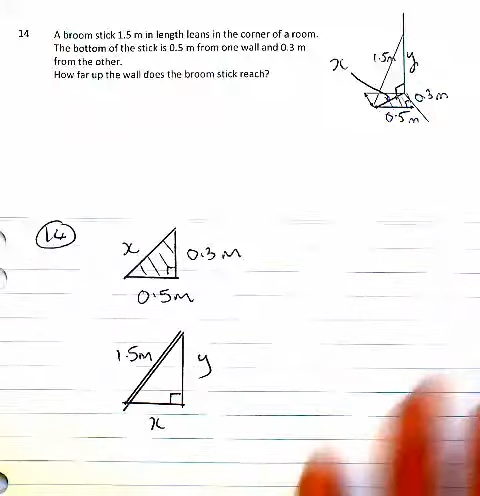 14 A broom stick 1.5 m in length leans in the corner of a room.
The bottom of the stick is 0.5 m from one wall and 0.3 m
from the other.
How far up the wall does the broom stick reach?
x 1.5m y
0.3m
0.5m
14
x 0.3m
0.5m
1.5m y
x